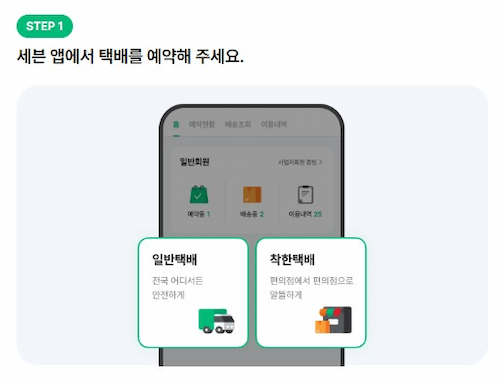 STEP 1
세븐 앱에서 택배를 예약해 주세요.
홈 예약현황 배송조회 이용내역
일반회원 사업자회원 전환 >
예약중 1 배송중 2 이용내역 25
일반택배 착한택배
전국 어디서든 편의점에서 편의점으로
안전하게 알뜰하게